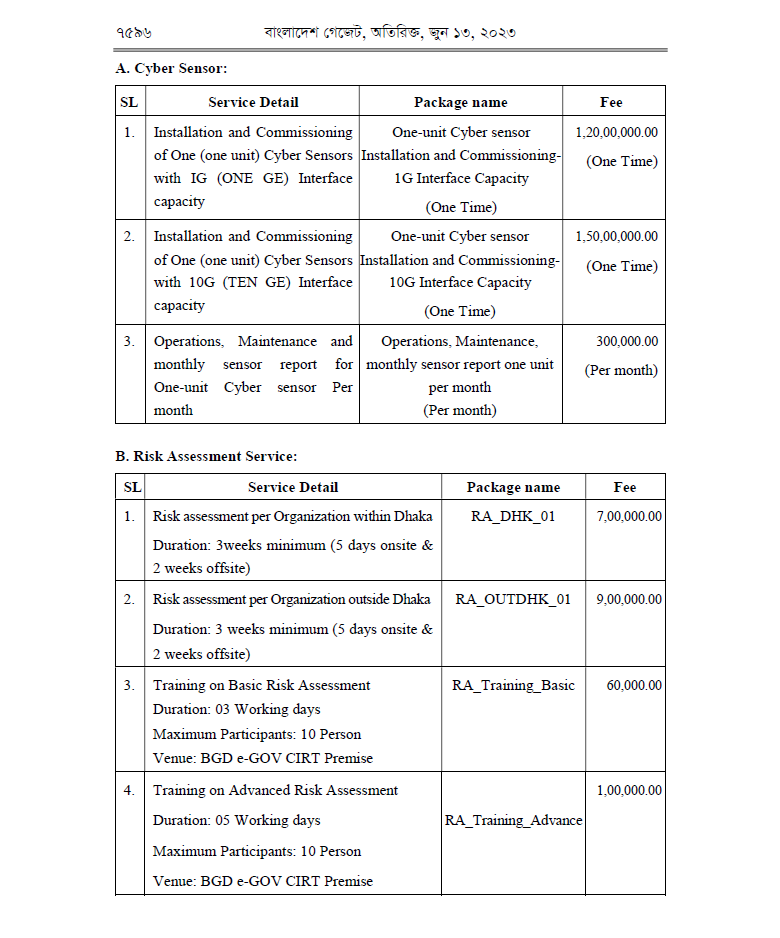 ৭৫৯৬ বাংলাদেশ গেজেট, অতিরিক্ত, জুন ১৩, ২০২৩
A. Cyber Sensor:
SL Service Detail Package name Fee
1. Installation and Commissioning of One (one unit) Cyber Sensors with IG (ONE GE) Interface capacity One-unit Cyber sensor Installation and Commissioning- 1G Interface Capacity (One Time) 1,20,00,000.00 (One Time)
2. Installation and Commissioning of One (one unit) Cyber Sensors with 10G (TEN GE) Interface capacity One-unit Cyber sensor Installation and Commissioning- 10G Interface Capacity (One Time) 1,50,00,000.00 (One Time)
3. Operations, Maintenance and monthly sensor report for One-unit Cyber sensor Per month Operations, Maintenance, monthly sensor report one unit per month (Per month) 300,000.00 (Per month)
B. Risk Assessment Service:
SL Service Detail Package name Fee
1. Risk assessment per Organization within Dhaka RA_DHK_01 7,00,000.00
Duration: 3weeks minimum (5 days onsite &
2 weeks offsite)
2. Risk assessment per Organization outside Dhaka RA_OUTDHK_01 9,00,000.00
Duration: 3 weeks minimum (5 days onsite &
2 weeks offsite)
3. Training on Basic Risk Assessment RA_Training_Basic 60,000.00
Duration: 03 Working days
Maximum Participants: 10 Person
Venue: BGD e-GOV CIRT Premise
4. Training on Advanced Risk Assessment 1,00,000.00
Duration: 05 Working days RA_Training_Advance
Maximum Participants: 10 Person
Venue: BGD e-GOV CIRT Premise